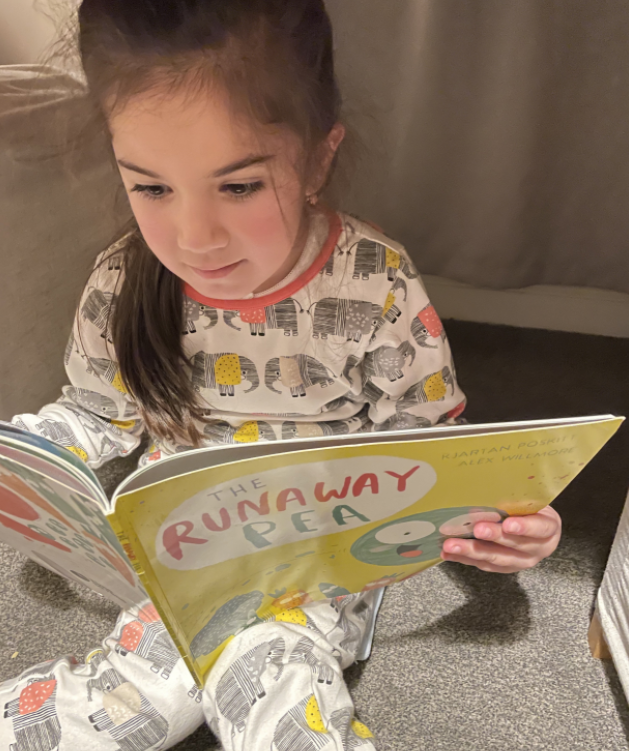 THE
RUNAWAY
PEA
KJARTAN POSKITT
ALEX WILLMORE